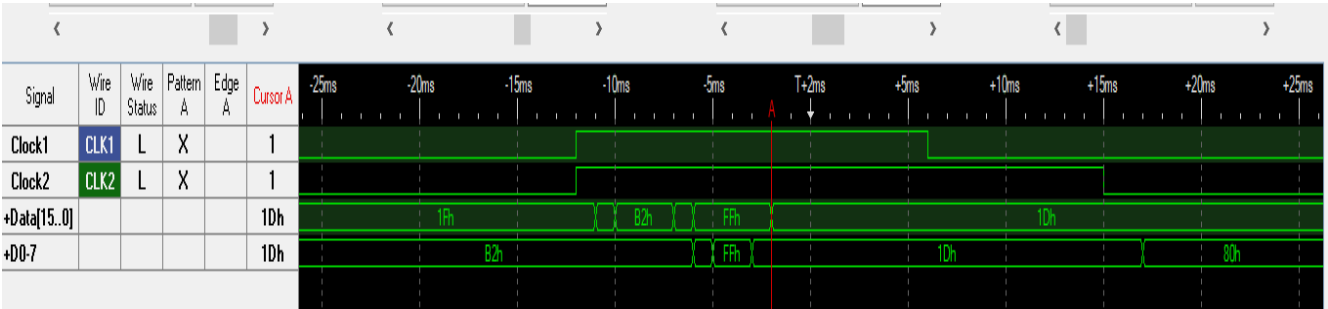 Signal Wire ID Wire Status Pattern A Edge A Cursor A -25ms -20ms -15ms -10ms -5ms T+2ms +5ms +10ms +15ms +20ms +25ms
A
Clock1 CLK1 L X 1
Clock2 CLK2 L X 1
+Data[15..0] 1Dh 1Fh B2h FFh 1Dh
+D0-7 1Dh B2h FFh 1Dh 80h